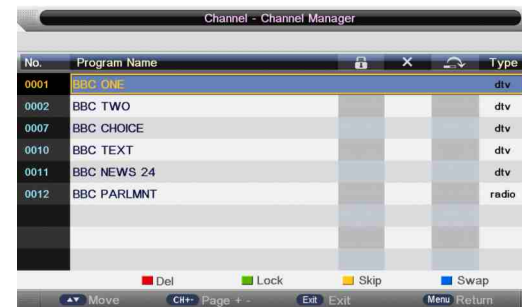 Channel - Channel Manager
No. Program Name Type
0001 BBC ONE dtv
0002 BBC TWO dtv
0007 BBC CHOICE dtv
0010 BBC TEXT dtv
0011 BBC NEWS 24 dtv
0012 BBC PARLMNT radio
Del Lock Skip Swap
Move CH+- Page + - Exit Exit Menu Return